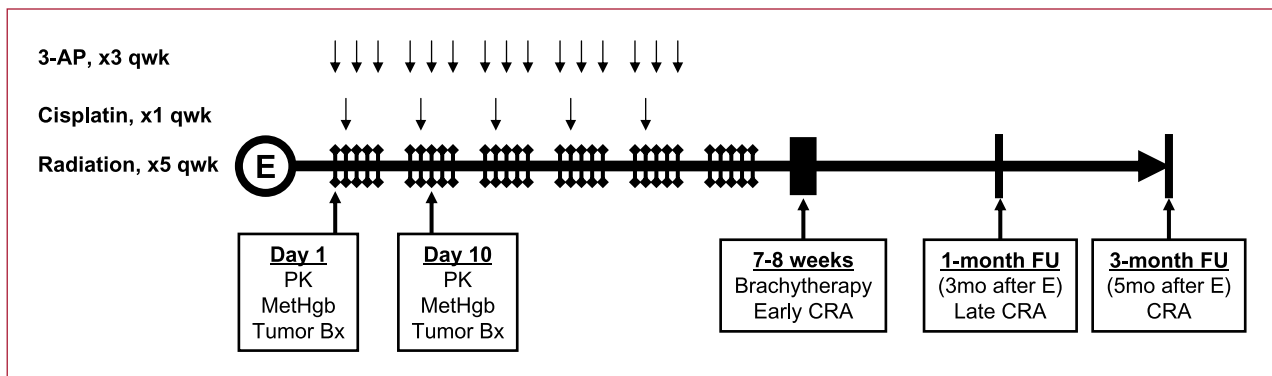 3-AP, x3 qwk
Cisplatin, x1 qwk
Radiation, x5 qwk
E
Day 1
PK
MetHgb
Tumor Bx
Day 10
PK
MetHgb
Tumor Bx
7-8 weeks
Brachytherapy
Early CRA
1-month FU
(3mo after E)
Late CRA
3-month FU
(5mo after E)
CRA